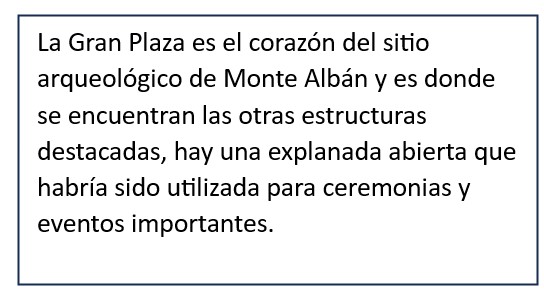 La Gran Plaza es el corazón del sitio
arqueológico de Monte Albán y es donde
se encuentran las otras estructuras
destacadas, hay una explanada abierta que
habría sido utilizada para ceremonias y
eventos importantes.